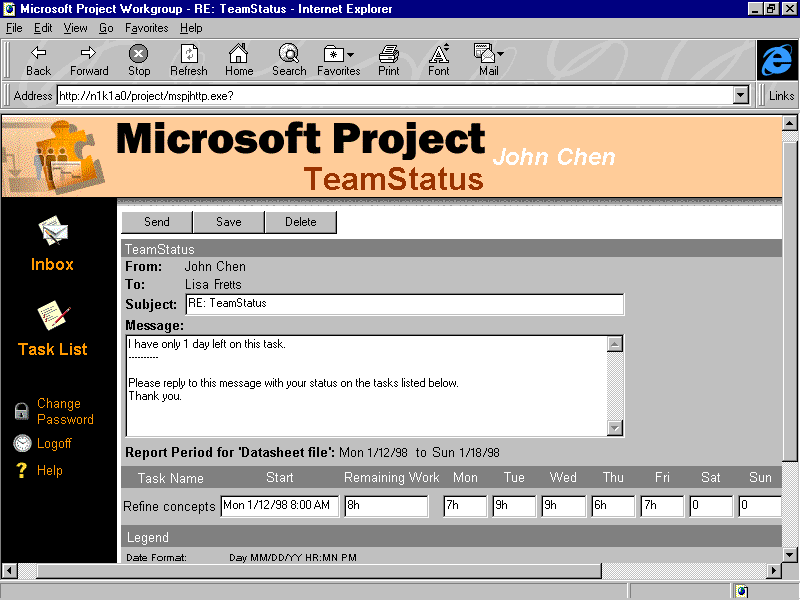 Microsoft Project Workgroup - RE: TeamStatus - Internet Explorer
File Edit View Go Favorites Help
Back Forward Stop Refresh Home Search Favorites Print Font Mail
Address http://n1k1a0/project/mspjhttp.exe? Links
Microsoft Project
TeamStatus
John Chen
Inbox
Task List
Change
Password
Logoff
Help
Send Save Delete
TeamStatus
From: John Chen
To: Lisa Fretts
Subject: RE: TeamStatus
Message:
I have only 1 day left on this task.
----------
Please reply to this message with your status on the tasks listed below.
Thank you.
Report Period for 'Datasheet file': Mon 1/12/98 to Sun 1/18/98
Task Name Start Remaining Work Mon Tue Wed Thu Fri Sat Sun
Refine concepts Mon 1/12/98 8:00 AM 8h 7h 9h 9h 6h 7h 0 0
Legend
Date Format: Day MM/DD/YY HR:MN PM